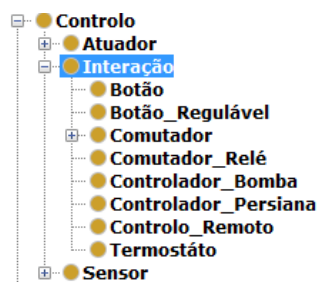 Controlo
Atuador
Interação
Botão
Botão_Regulável
Comutador
Comutador_Relé
Controlador_Bomba
Controlador_Persiana
Controlo_Remoto
Termostáto
Sensor